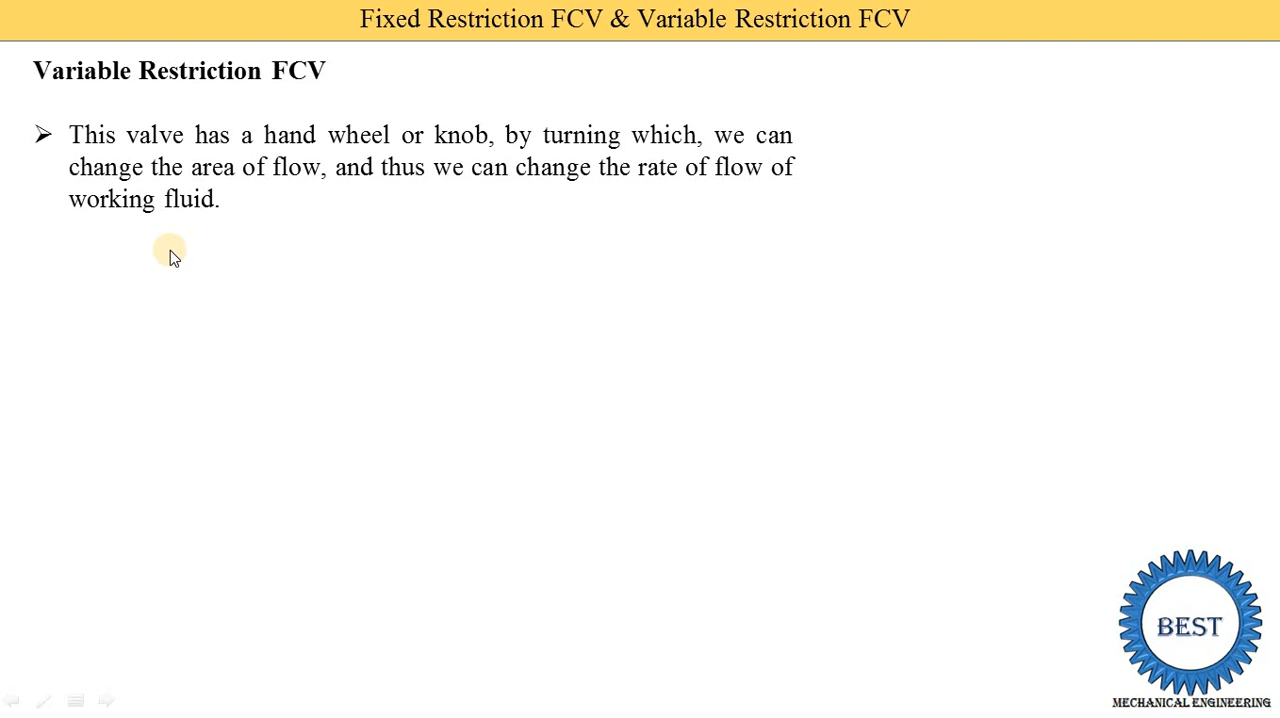 Fixed Restriction FCV & Variable Restriction FCV
Variable Restriction FCV
➢ This valve has a hand wheel or knob, by turning which, we can
change the area of flow, and thus we can change the rate of flow of
working fluid.
BEST
MECHANICAL ENGINEERING